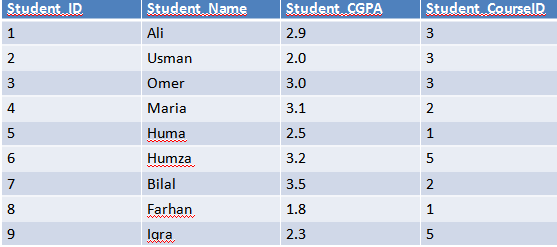 Student_ID Student_Name Student_CGPA Student_CourseID
1 Ali 2.9 3
2 Usman 2.0 3
3 Omer 3.0 3
4 Maria 3.1 2
5 Huma 2.5 1
6 Humza 3.2 5
7 Bilal 3.5 2
8 Farhan 1.8 1
9 Iqra 2.3 5